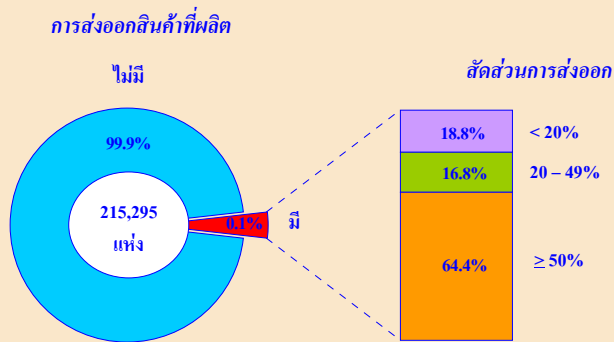 การส่งออกสินค้าที่ผลิต
ไม่มี
99.9%
215,295
แห่ง
0.1%
มี
สัดส่วนการส่งออก
18.8% < 20%
16.8% 20 – 49%
64.4% ≥ 50%